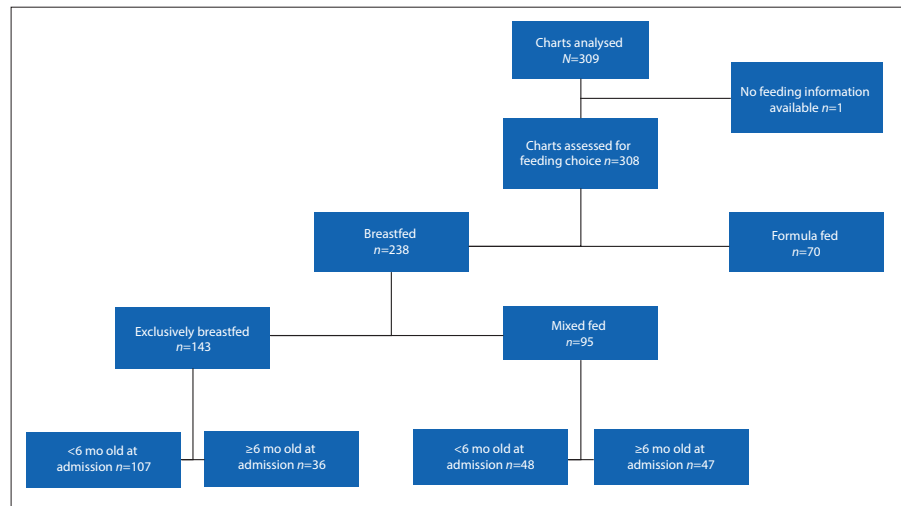 Charts analysed
N=309
No feeding information
available n=1
Charts assessed for
feeding choice n=308
Breastfed
n=238
Formula fed
n=70
Exclusively breastfed
n=143
Mixed fed
n=95
<6 mo old at
admission n=107
≥6 mo old at
admission n=36
<6 mo old at
admission n=48
≥6 mo old at
admission n=47